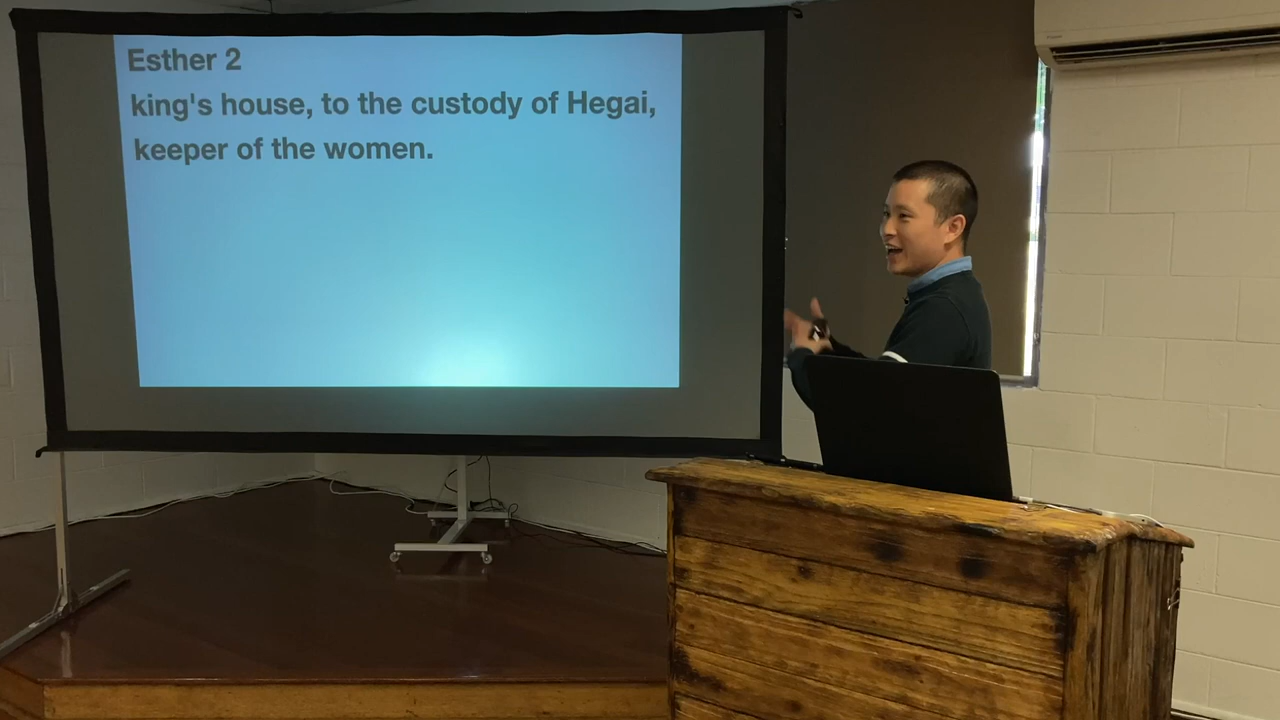 Esther 2
king's house, to the custody of Hegai,
keeper of the women.